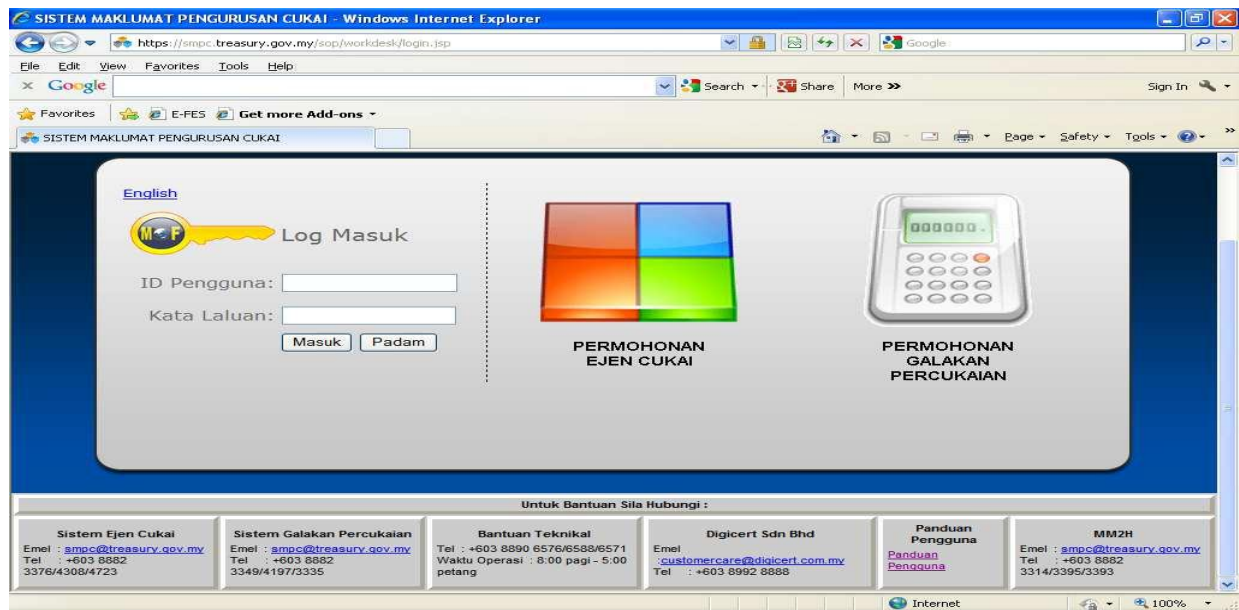 SISTEM MAKLUMAT PENGURUSAN CUKAI - Windows Internet Explorer
https://smpc.treasury.gov.my/sop/workdesk/login.jsp
Google
File Edit View Favorites Tools Help
x Google Search Share More >> Sign In
Favorites E-FES Get more Add-ons
SISTEM MAKLUMAT PENGURUSAN CUKAI Page Safety Tools
English
MOF Log Masuk
000000.
ID Pengguna:
Kata Laluan:
Masuk Padam
PERMOHONAN
EJEN CUKAI
PERMOHONAN
GALAKAN
PERCUKAIAN
Untuk Bantuan Sila Hubungi :
Sistem Ejen Cukai
Emel : smpc@treasury.gov.my
Tel : +603 8882
3376/4308/4723
Sistem Galakan Percukaian
Emel : smpc@treasury.gov.my
Tel : +603 8882
3349/4197/3335
Bantuan Teknikal
Tel : +603 8890 6576/6588/6571
Waktu Operasi : 8:00 pagi - 5:00
petang
Digicert Sdn Bhd
Emel
:customercare@digicert.com.my
Tel : +603 8992 8888
Panduan
Pengguna
Panduan
Pengguna
MM2H
Emel : smpc@treasury.gov.my
Tel : +603 8882
3314/3395/3393
Internet 100%